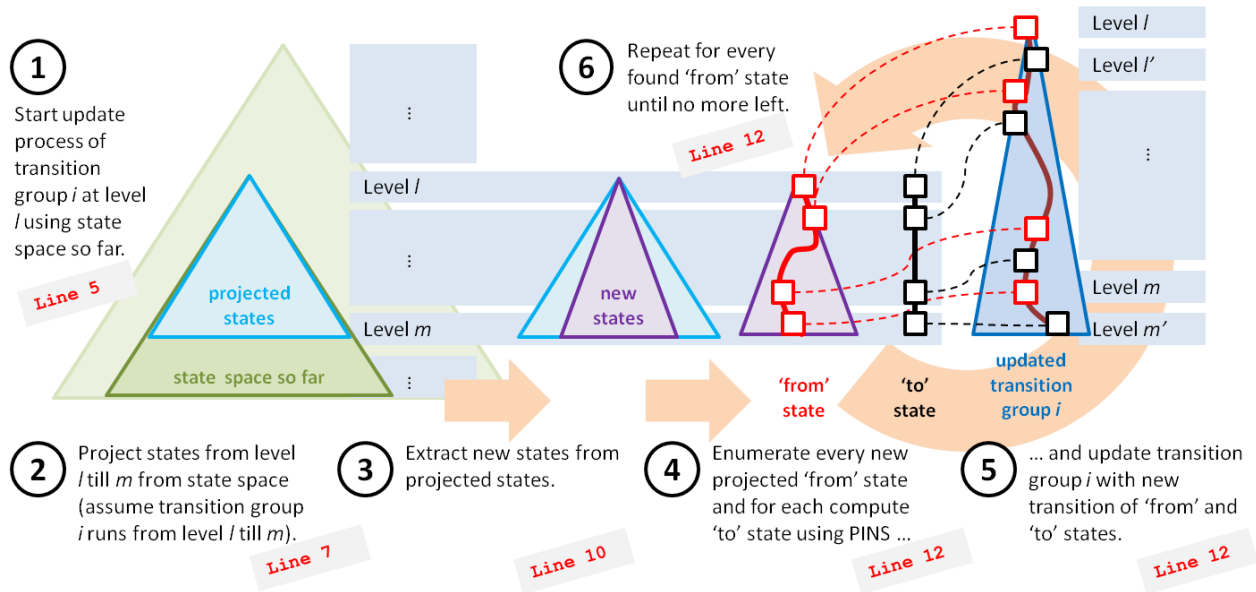 1
Start update
process of
transition
group i at level
l using state
space so far.
Line 5
projected
states
state space so far
...
Level l
...
Level m
...
2
Project states from level
l till m from state space
(assume transition group
i runs from level l till m).
Line 7
3
Extract new states from
projected states.
Line 10
new
states
6
Repeat for every
found ‘from’ state
until no more left.
Line 12
‘from’
state
‘to’
state
updated
transition
group i
Level l
Level l’
...
Level m
Level m’
4
Enumerate every new
projected ‘from’ state
and for each compute
‘to’ state using PINS ...
Line 12
5
... and update transition
group i with new
transition of ‘from’ and
‘to’ states.
Line 12